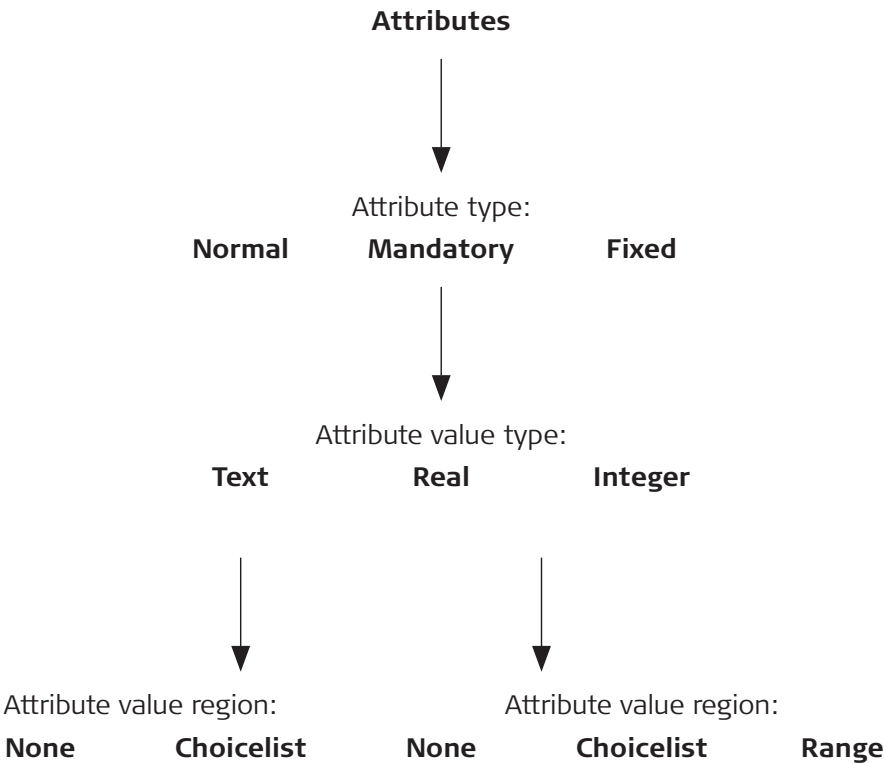 Attributes
Attribute type:
Normal Mandatory Fixed
Attribute value type:
Text Real Integer
Attribute value region: Attribute value region:
None Choicelist None Choicelist Range